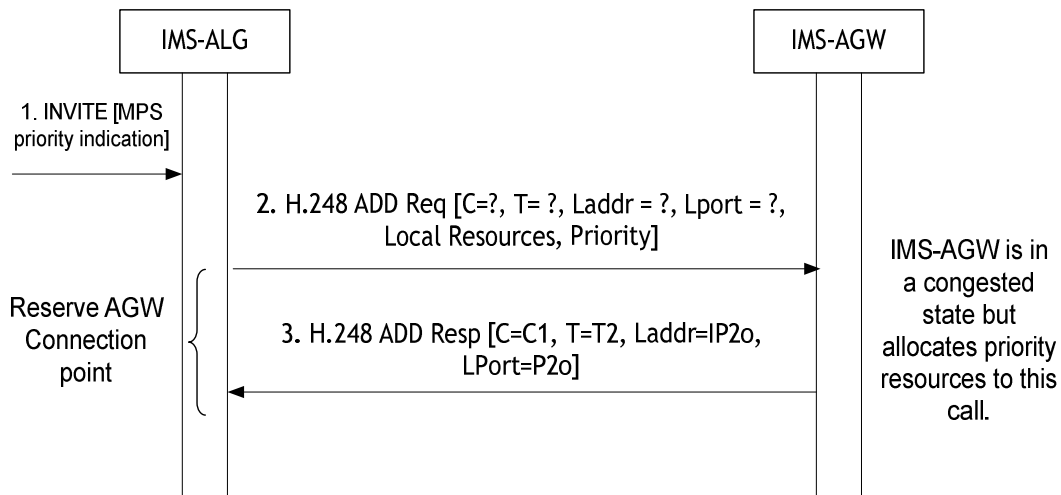 IMS-ALG
IMS-AGW
1. INVITE [MPS
priority indication]
2. H.248 ADD Req [C=?, T= ?, Laddr = ?, Lport = ?,
Local Resources, Priority]
Reserve AGW
Connection
point
3. H.248 ADD Resp [C=C1, T=T2, Laddr=IP2o,
LPort=P2o]
IMS-AGW is in
a congested
state but
allocates priority
resources to this
call.